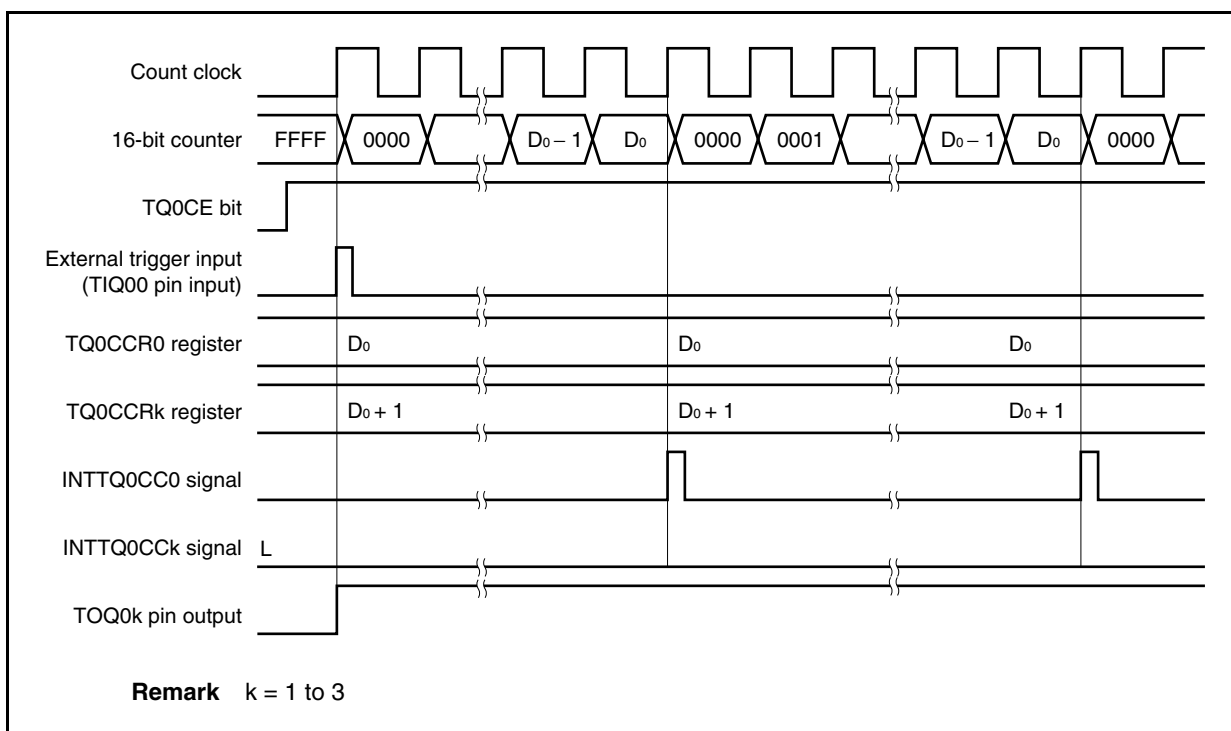 Count clock
16-bit counter FFFF 0000 D₀ – 1 D₀ 0000 0001 D₀ – 1 D₀ 0000
TQ0CE bit
External trigger input
(TIQ00 pin input)
TQ0CCR0 register D₀ D₀ D₀
TQ0CCRk register D₀ + 1 D₀ + 1 D₀ + 1
INTTQ0CC0 signal
INTTQ0CCk signal L
TOQ0k pin output
Remark k = 1 to 3